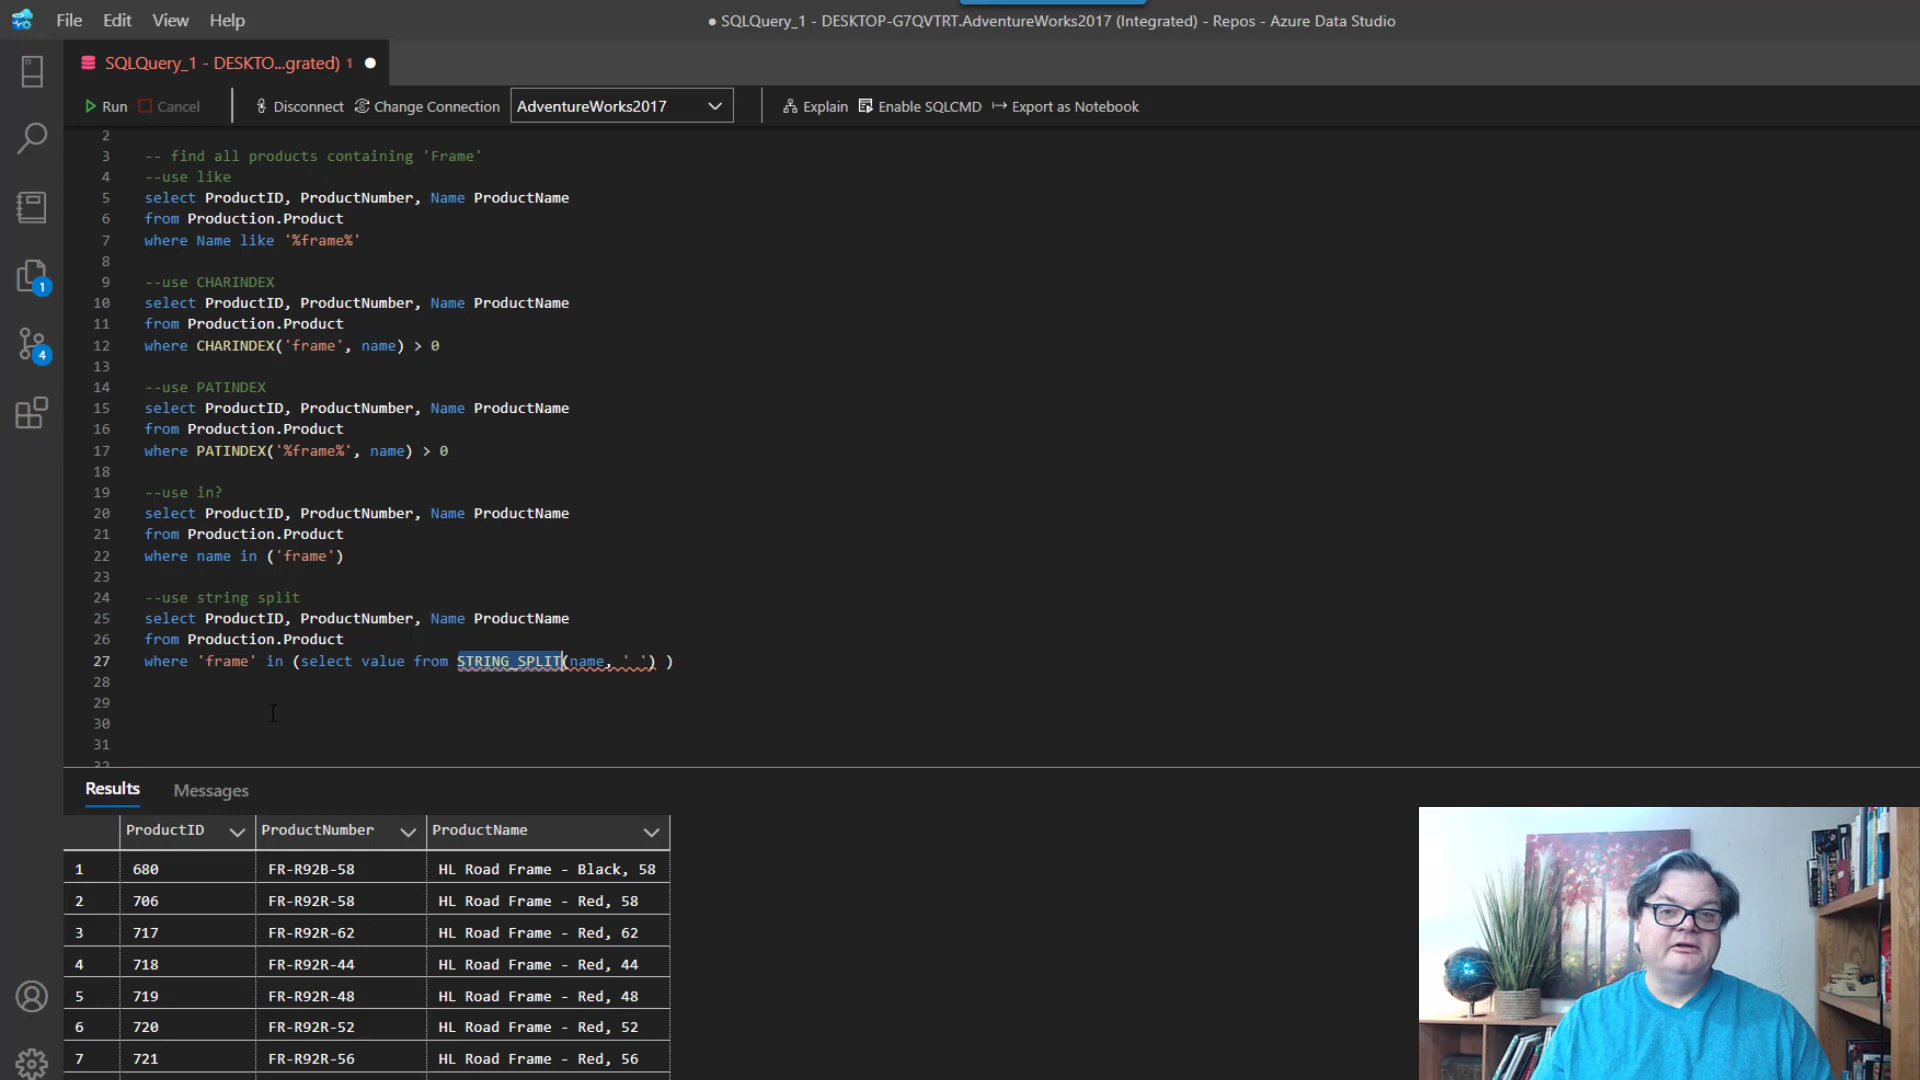 File Edit View Help
● SQLQuery_1 - DESKTOP-G7QVTRT.AdventureWorks2017 (Integrated) - Repos - Azure Data Studio
SQLQuery_1 - DESKTO...grated) 1
Run Cancel Disconnect Change Connection AdventureWorks2017 Explain Enable SQLCMD Export as Notebook
2
3 -- find all products containing 'Frame'
4 --use like
5 select ProductID, ProductNumber, Name ProductName
6 from Production.Product
7 where Name like '%frame%'
8
9 --use CHARINDEX
10 select ProductID, ProductNumber, Name ProductName
11 from Production.Product
12 where CHARINDEX('frame', name) > 0
13
14 --use PATINDEX
15 select ProductID, ProductNumber, Name ProductName
16 from Production.Product
17 where PATINDEX('%frame%', name) > 0
18
19 --use in?
20 select ProductID, ProductNumber, Name ProductName
21 from Production.Product
22 where name in ('frame')
23
24 --use string split
25 select ProductID, ProductNumber, Name ProductName
26 from Production.Product
27 where 'frame' in (select value from STRING_SPLIT(name, ' ') )
28
29
30
31
32
1
4
Results Messages
ProductID ProductNumber ProductName
1 680 FR-R92B-58 HL Road Frame - Black, 58
2 706 FR-R92R-58 HL Road Frame - Red, 58
3 717 FR-R92R-62 HL Road Frame - Red, 62
4 718 FR-R92R-44 HL Road Frame - Red, 44
5 719 FR-R92R-48 HL Road Frame - Red, 48
6 720 FR-R92R-52 HL Road Frame - Red, 52
7 721 FR-R92R-56 HL Road Frame - Red, 56